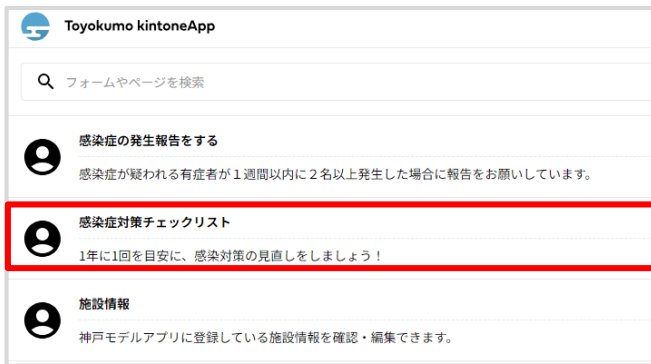 Toyokumo kintoneApp
フォームやページを検索
感染症の発生報告をする
感染症が疑われる有症者が１週間以内に２名以上発生した場合に報告をお願いしています。
感染症対策チェックリスト
1年に1回を目安に、感染対策の見直しをしましょう！
施設情報
神戸モデルアプリに登録している施設情報を確認・編集できます。